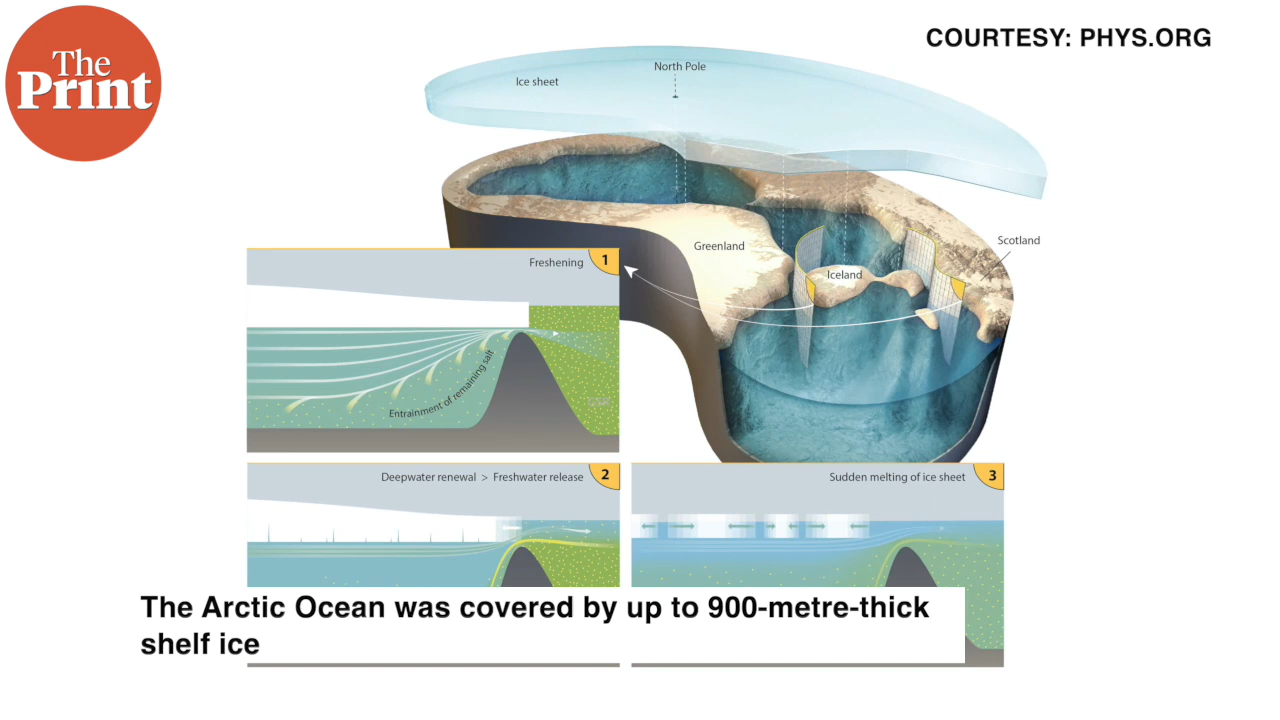 The
Print
COURTESY: PHYS.ORG
North Pole
Ice sheet
Greenland
Iceland
Scotland
Freshening
1
Entrainment of remaining salt
Deepwater renewal > Freshwater release
2
Sudden melting of ice sheet
3
The Arctic Ocean was covered by up to 900-metre-thick
shelf ice